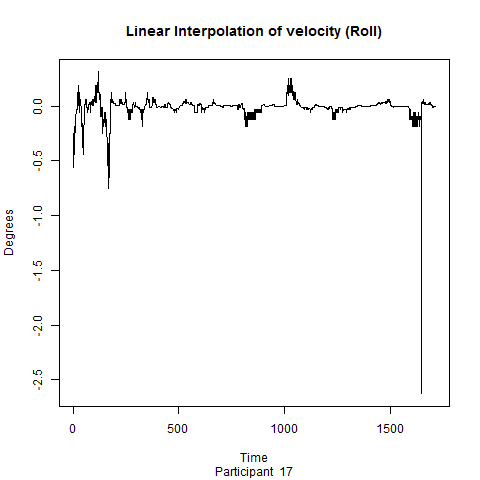 Linear Interpolation of velocity (Roll)
Degrees
0.0
-0.5
-1.0
-1.5
-2.0
-2.5
0 500 1000 1500
Time
Participant 17